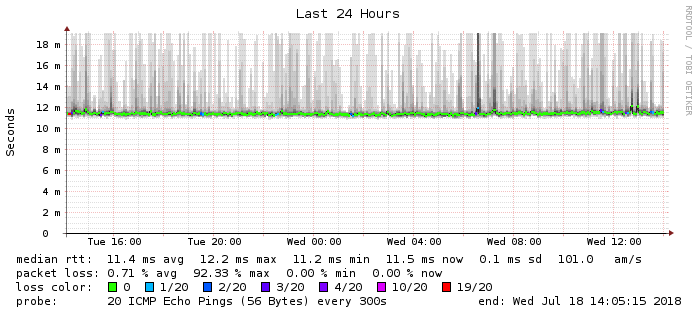 Last 24 Hours
RRDTOOL / TOBI OETIKER
Seconds
18 m
16 m
14 m
12 m
10 m
8 m
6 m
4 m
2 m
0
Tue 16:00 Tue 20:00 Wed 00:00 Wed 04:00 Wed 08:00 Wed 12:00
median rtt: 11.4 ms avg 12.2 ms max 11.2 ms min 11.5 ms now 0.1 ms sd 101.0 am/s
packet loss: 0.71 % avg 92.33 % max 0.00 % min 0.00 % now
loss color: 0 1/20 2/20 3/20 4/20 10/20 19/20
probe: 20 ICMP Echo Pings (56 Bytes) every 300s end: Wed Jul 18 14:05:15 2018